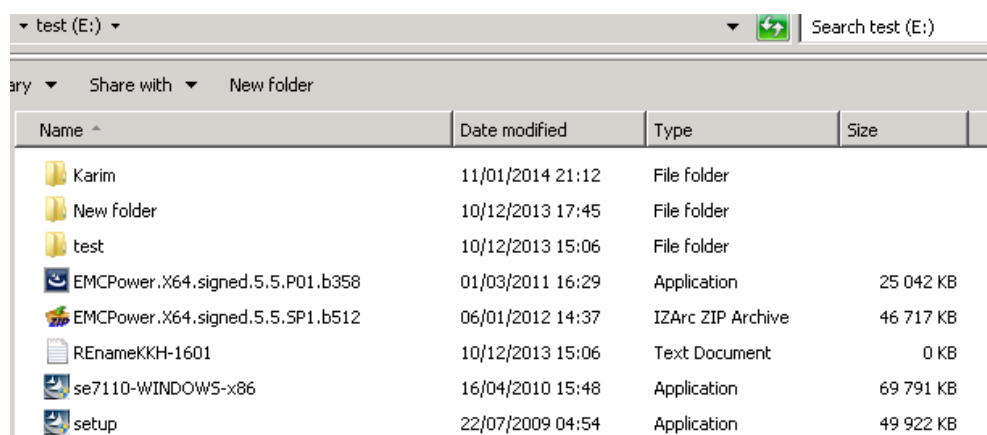 test (E:) Search test (E:)
ary Share with New folder
Name Date modified Type Size
Karim 11/01/2014 21:12 File folder
New folder 10/12/2013 17:45 File folder
test 10/12/2013 15:06 File folder
EMCPower.X64.signed.5.5.P01.b358 01/03/2011 16:29 Application 25 042 KB
EMCPower.X64.signed.5.5.SP1.b512 06/01/2012 14:37 IZArc ZIP Archive 46 717 KB
REnameKKH-1601 10/12/2013 15:06 Text Document 0 KB
se7110-WINDOWS-x86 16/04/2010 15:48 Application 69 791 KB
setup 22/07/2009 04:54 Application 49 922 KB